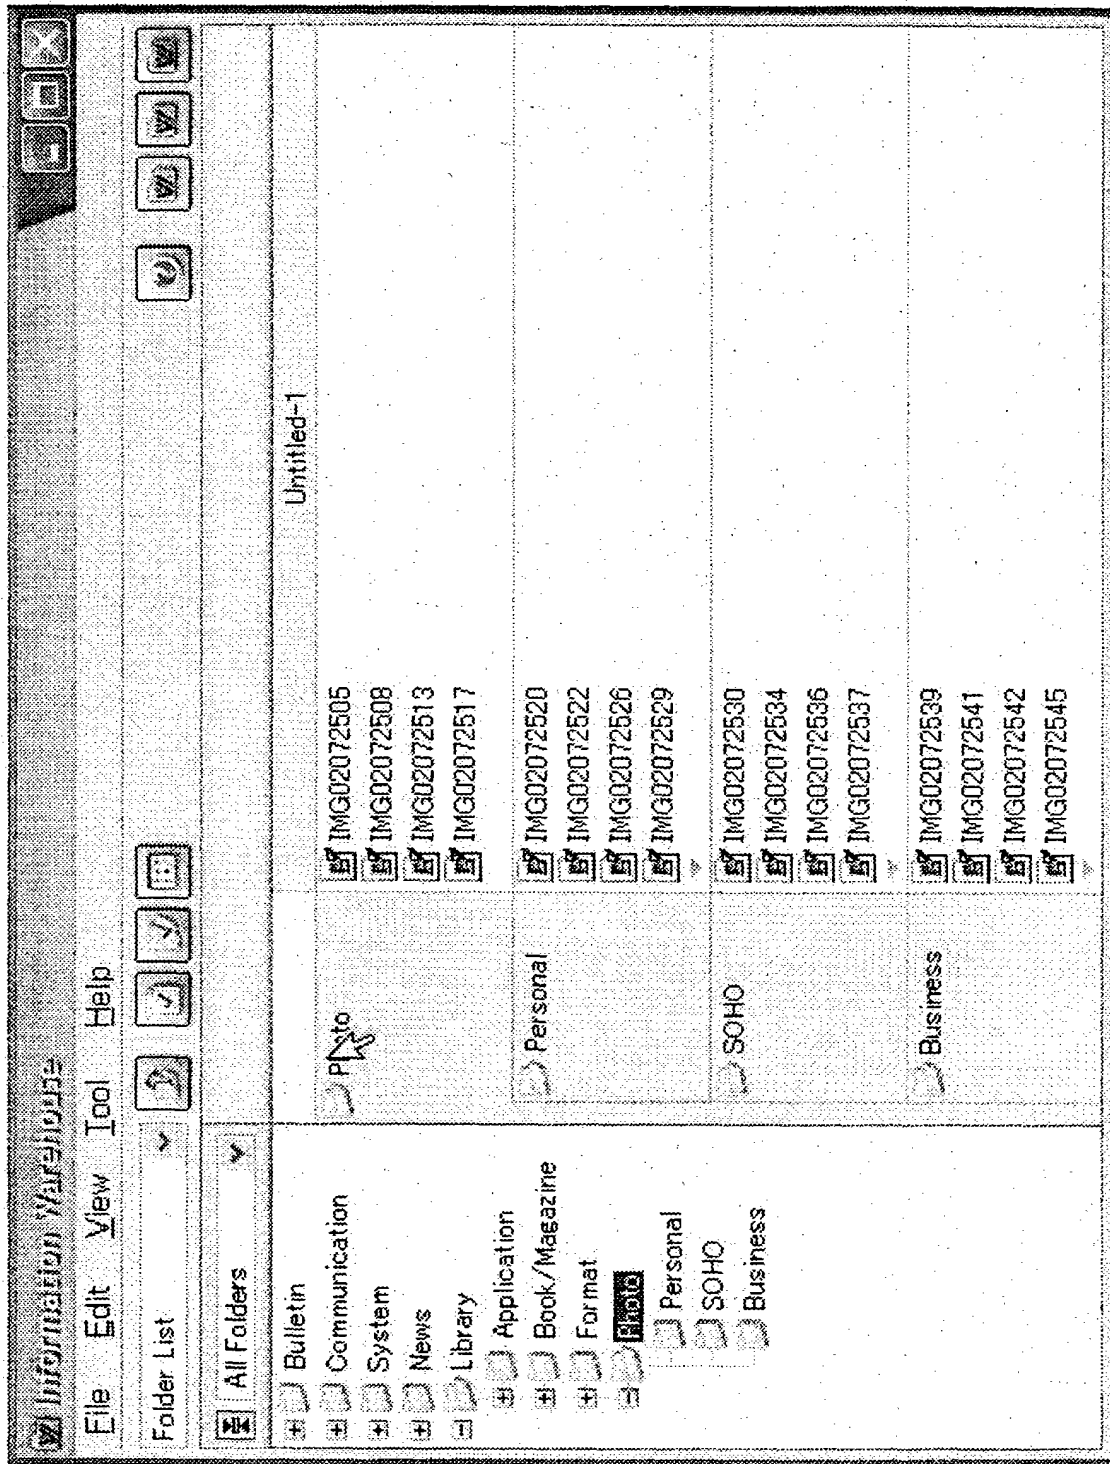 Information Warehouse
File Edit View Tool Help
Folder List
All Folders
Bulletin
Communication
System
News
Library
Application
Book/Magazine
Format
Photo
Personal
SOHO
Business
Untitled-1
Photo
IMG02072505
IMG02072508
IMG02072513
IMG02072517
Personal
IMG02072520
IMG02072522
IMG02072526
IMG02072529
SOHO
IMG02072530
IMG02072534
IMG02072536
IMG02072537
Business
IMG02072539
IMG02072541
IMG02072542
IMG02072545